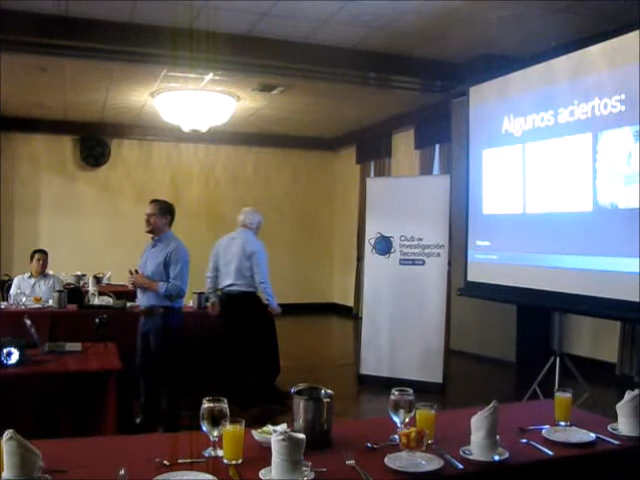 Algunos aciertos:
Club de
Investigación
Tecnológica